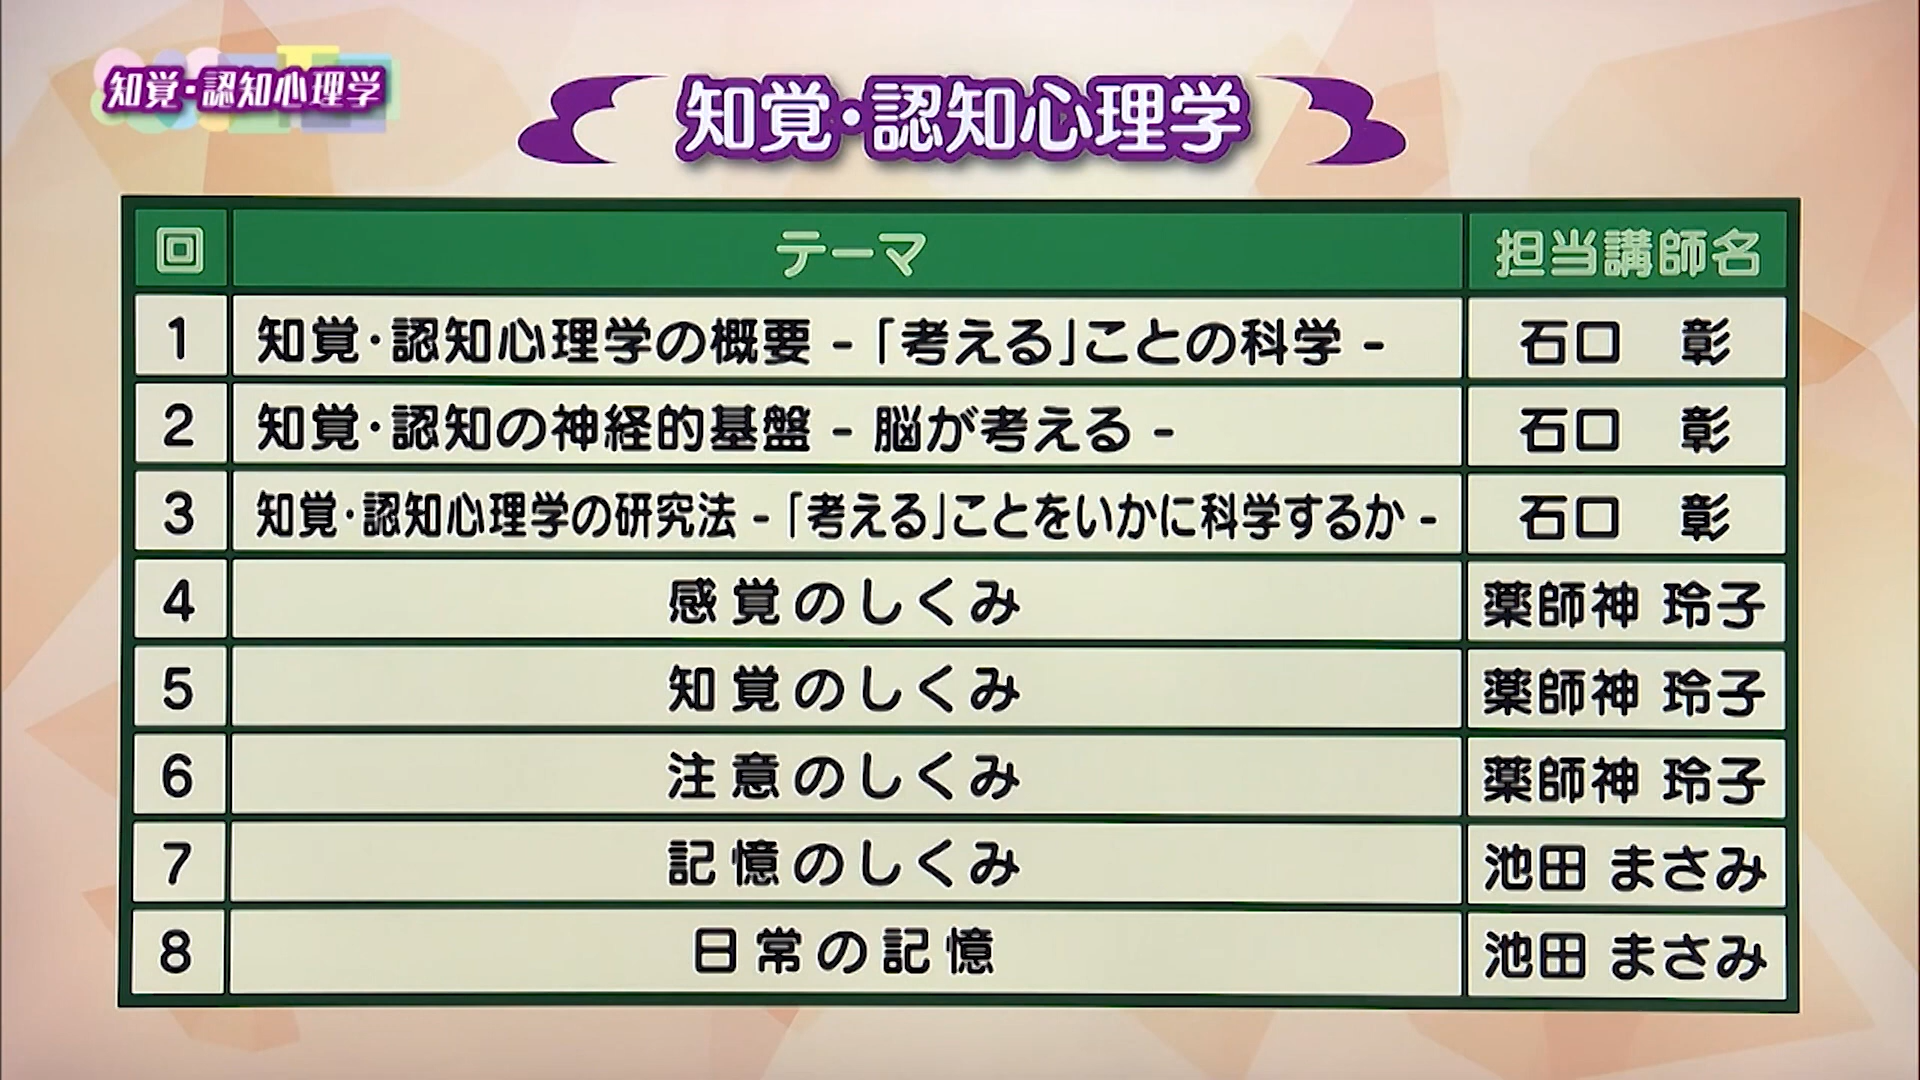 知覚・認知心理学
知覚・認知心理学
回 テーマ 担当講師名
1 知覚・認知心理学の概要 - 「考える」ことの科学 - 石口 彰
2 知覚・認知の神経的基盤 - 脳が考える - 石口 彰
3 知覚・認知心理学の研究法 - 「考える」ことをいかに科学するか - 石口 彰
4 感覚のしくみ 薬師神 玲子
5 知覚のしくみ 薬師神 玲子
6 注意のしくみ 薬師神 玲子
7 記憶のしくみ 池田 まさみ
8 日常の記憶 池田 まさみ